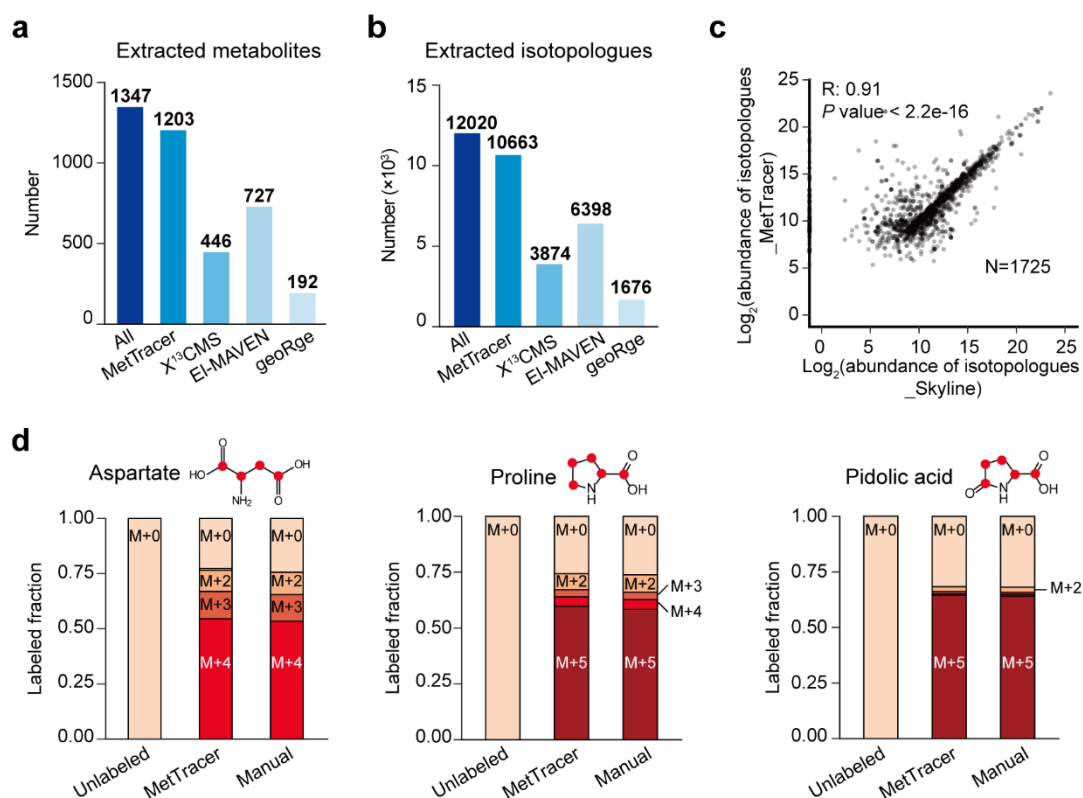 a
Extracted metabolites
Number
1500
1000
500
0
1347
1203
446
727
192
All
MetTracer
X¹³CMS
El-MAVEN
geoRge
b
Extracted isotopologues
Number (×10³)
15
10
5
0
12020
10663
3874
6398
1676
All
MetTracer
X¹³CMS
El-MAVEN
geoRge
c
Log₂(abundance of isotopologues
_MetTracer)
25
20
15
10
5
0
R: 0.91
P value < 2.2e-16
N=1725
0 5 10 15 20 25
Log₂(abundance of isotopologues
_Skyline)
d
Aspartate
O
HO
NH₂
O
OH
Labeled fraction
1.00
0.75
0.50
0.25
0.00
M+0
M+0
M+2
M+3
M+4
M+0
M+2
M+3
M+4
Unlabeled
MetTracer
Manual
Proline
N
H
O
OH
Labeled fraction
1.00
0.75
0.50
0.25
0.00
M+0
M+0
M+2
M+5
M+0
M+2
M+3
M+4
M+5
Unlabeled
MetTracer
Manual
Pidolic acid
O
N
H
O
OH
Labeled fraction
1.00
0.75
0.50
0.25
0.00
M+0
M+0
M+5
M+0
M+2
M+5
Unlabeled
MetTracer
Manual